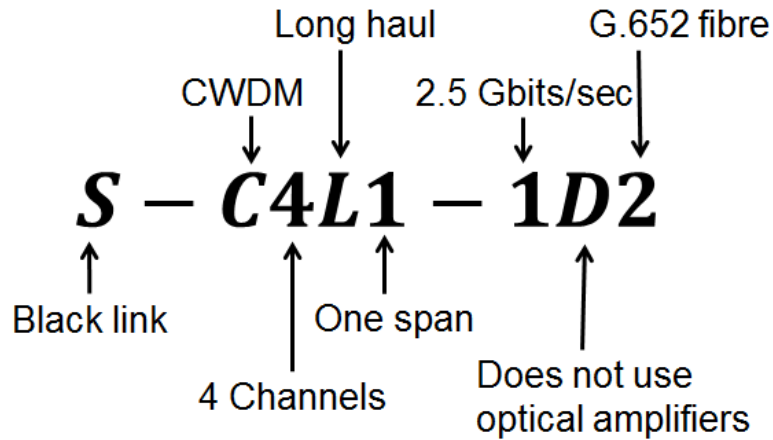 Long haul
G.652 fibre
CWDM
2.5 Gbits/sec
S – C4L1 – 1D2
Black link
One span
4 Channels
Does not use
optical amplifiers